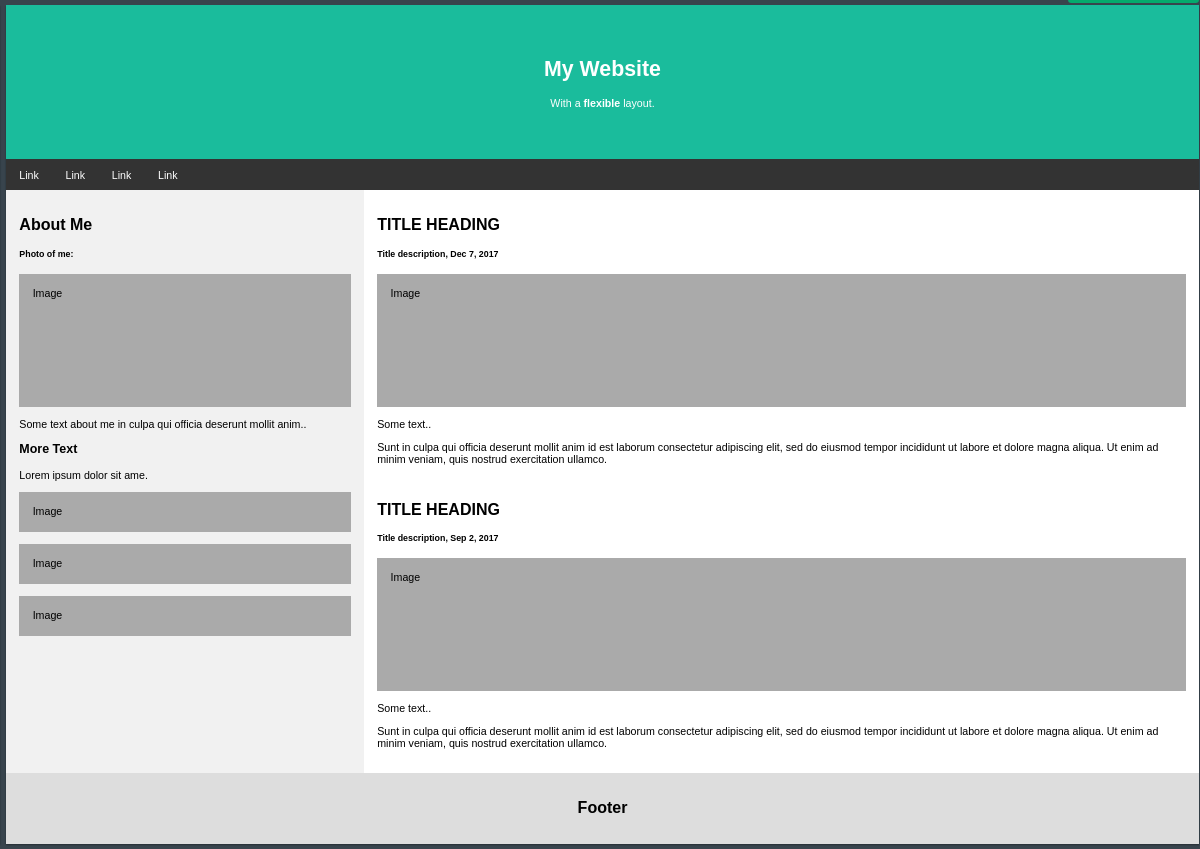 My Website
With a flexible layout.
Link Link Link Link
About Me
Photo of me:
Image
Some text about me in culpa qui officia deserunt mollit anim..
More Text
Lorem ipsum dolor sit ame.
Image
Image
Image
TITLE HEADING
Title description, Dec 7, 2017
Image
Some text..
Sunt in culpa qui officia deserunt mollit anim id est laborum consectetur adipiscing elit, sed do eiusmod tempor incididunt ut labore et dolore magna aliqua. Ut enim ad
minim veniam, quis nostrud exercitation ullamco.
TITLE HEADING
Title description, Sep 2, 2017
Image
Some text..
Sunt in culpa qui officia deserunt mollit anim id est laborum consectetur adipiscing elit, sed do eiusmod tempor incididunt ut labore et dolore magna aliqua. Ut enim ad
minim veniam, quis nostrud exercitation ullamco.
Footer